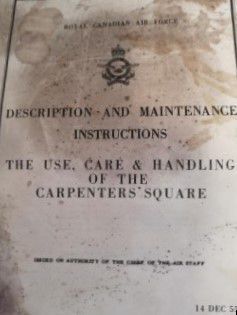 ROYAL CANADIAN AIR FORCE
DESCRIPTION AND MAINTENANCE
INSTRUCTIONS
THE USE, CARE & HANDLING
OF THE
CARPENTERS SQUARE
ISSUED ON AUTHORITY OF THE CHIEF OF THE AIR STAFF
14 DEC 5